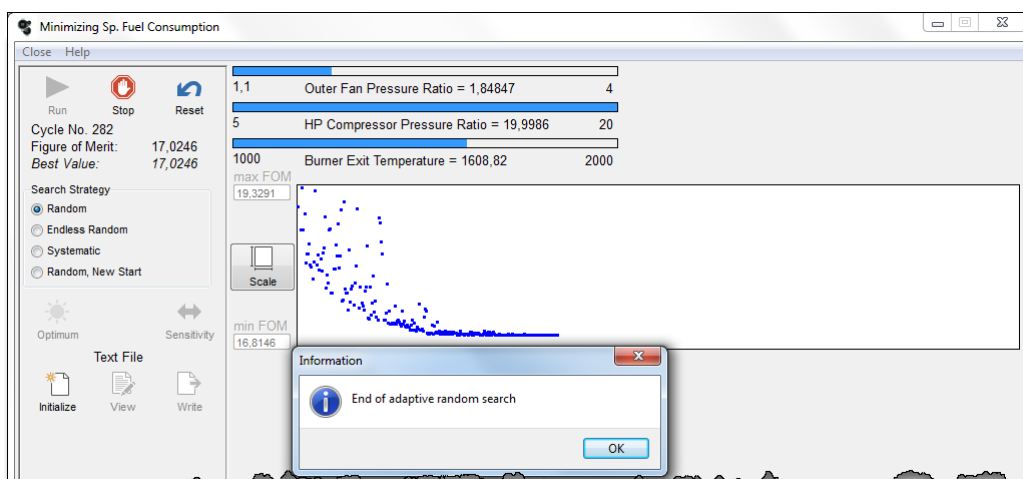 Minimizing Sp. Fuel Consumption
Close Help
Run Stop Reset
Cycle No. 282
Figure of Merit: 17,0246
Best Value: 17,0246
Search Strategy
Random
Endless Random
Systematic
Random, New Start
Optimum Sensitivity
Text File
Initialize View Write
1,1 Outer Fan Pressure Ratio = 1,84847 4
5 HP Compressor Pressure Ratio = 19,9986 20
1000 Burner Exit Temperature = 1608,82 2000
max FOM
19,3291
Scale
min FOM
16,8146
Information
End of adaptive random search
OK